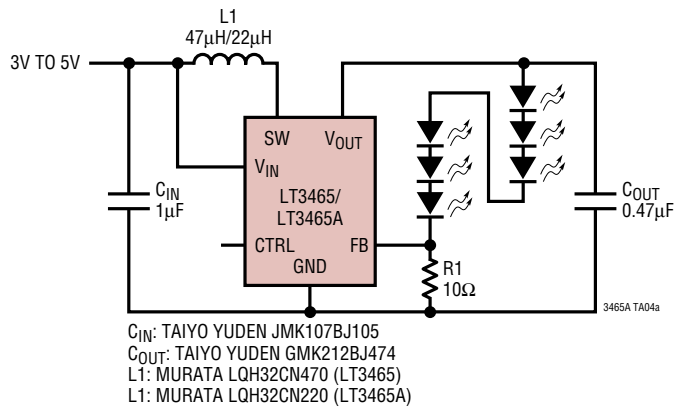 L1
47µH/22µH
3V TO 5V
SW
VOUT
VIN
LT3465/
LT3465A
CIN
1µF
COUT
0.47µF
CTRL
FB
GND
R1
10Ω
3465A TA04a
CIN: TAIYO YUDEN JMK107BJ105
COUT: TAIYO YUDEN GMK212BJ474
L1: MURATA LQH32CN470 (LT3465)
L1: MURATA LQH32CN220 (LT3465A)